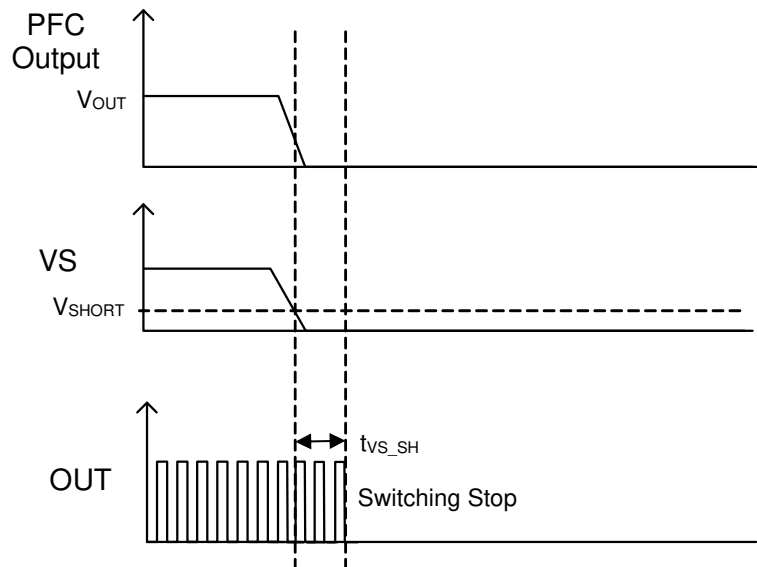 PFC
Output
VOUT
VS
VSHORT
tVS_SH
OUT
Switching Stop